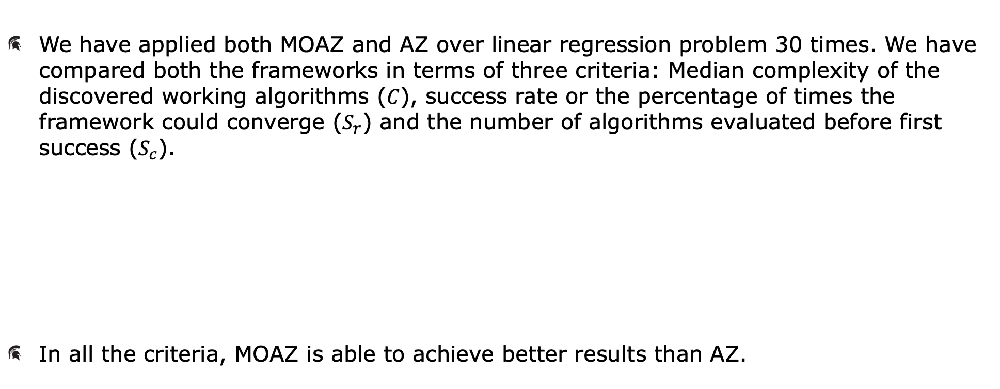 We have applied both MOAZ and AZ over linear regression problem 30 times. We have
compared both the frameworks in terms of three criteria: Median complexity of the
discovered working algorithms (C), success rate or the percentage of times the
framework could converge (Sᵣ) and the number of algorithms evaluated before first
success (S_c).
In all the criteria, MOAZ is able to achieve better results than AZ.